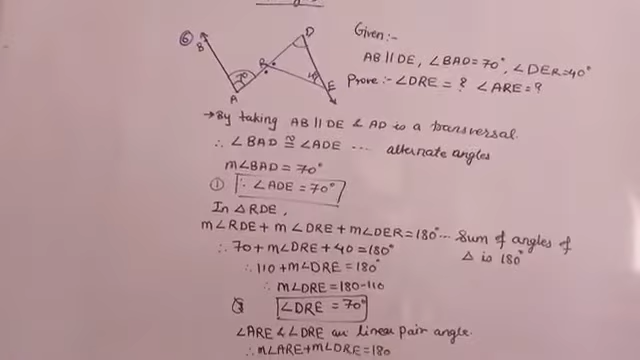 ⑥
B
D
70
R
40
A
E
Given :-
AB || DE, ∠BAD = 70°, ∠DER = 40°
Prove :- ∠DRE = ? ∠ARE = ?
→ By taking AB || DE & AD is a transversal.
∴ ∠BAD ≅ ∠ADE ---- alternate angles
m∠BAD = 70°
① ∴ ∠ADE = 70°
In △RDE,
m∠RDE + m∠DRE + m∠DER = 180° --- Sum of angles of △ is 180°
∴ 70 + m∠DRE + 40 = 180°
∴ 110 + m∠DRE = 180°
∴ m∠DRE = 180 - 110
∠DRE = 70°
∠ARE & ∠DRE are linear pair angle.
∴ m∠ARE + m∠DRE = 180